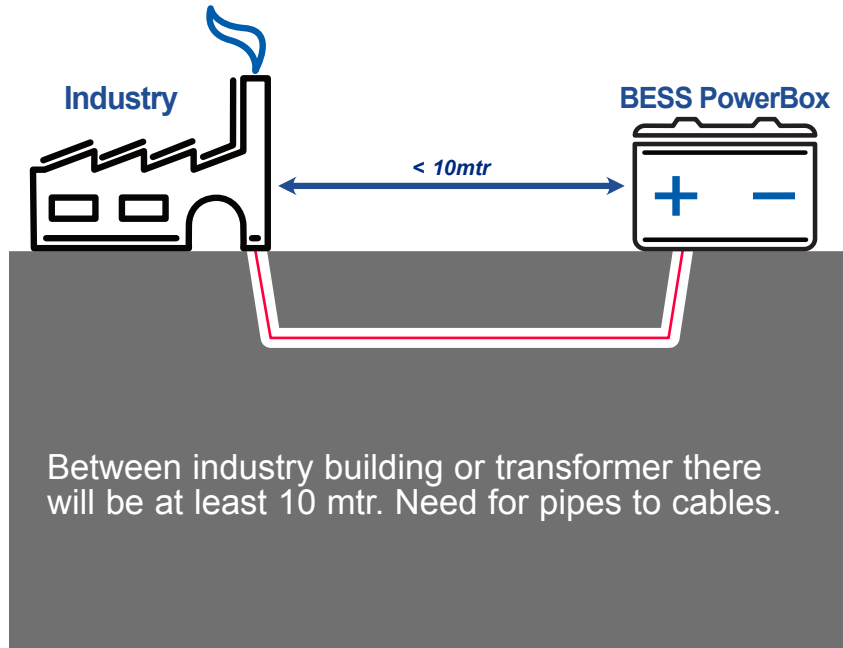 Industry
BESS PowerBox
< 10mtr
Between industry building or transformer there
will be at least 10 mtr. Need for pipes to cables.